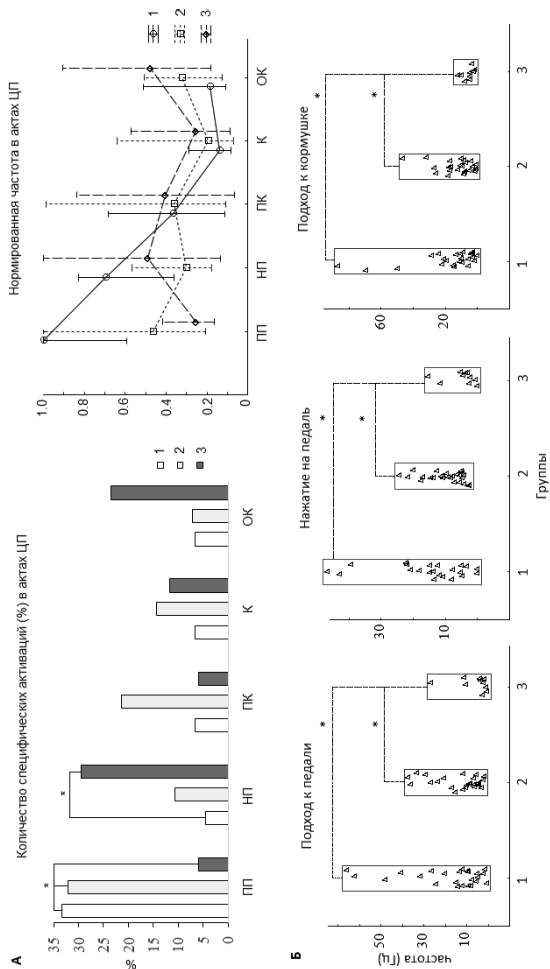 А
Количество специфических активаций (%) в актах ЦП
%
35
30
25
20
15
10
5
0
*
*
ПП
НП
ПК
К
ОК
1
2
3
Нормированная частота в актах ЦП
1.0
0.8
0.6
0.4
0.2
0
ПП
НП
ПК
К
ОК
1
2
3
Б
частота (Гц)
Подход к педали
50
10
*
*
1
2
3
Нажатие на педаль
30
10
*
*
1
2
3
Подход к кормушке
60
20
*
*
1
2
3
Группы